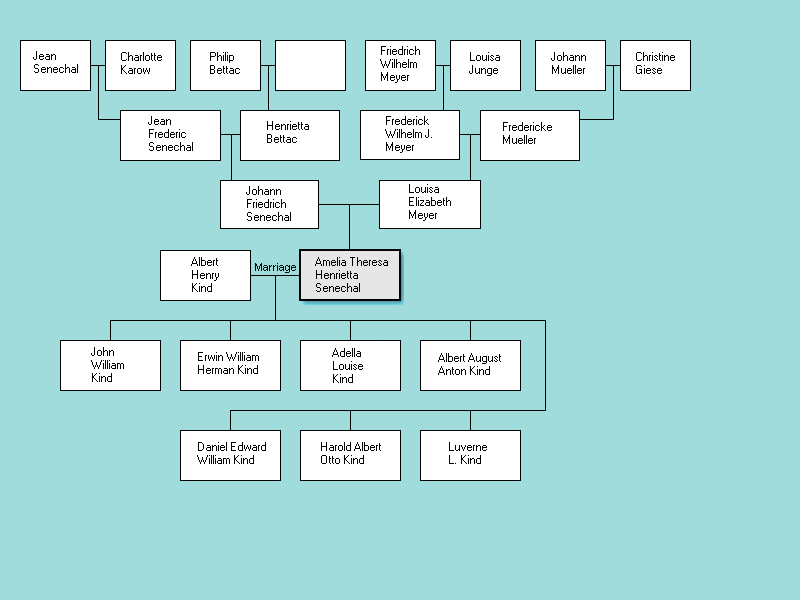 Jean
Senechal
Charlotte
Karow
Philip
Bettac
Friedrich
Wilhelm
Meyer
Louisa
Junge
Johann
Mueller
Christine
Giese
Jean
Frederic
Senechal
Henrietta
Bettac
Frederick
Wilhelm J.
Meyer
Fredericke
Mueller
Johann
Friedrich
Senechal
Louisa
Elizabeth
Meyer
Albert
Henry
Kind
Marriage
Amelia Theresa
Henrietta
Senechal
John
William
Kind
Erwin William
Herman Kind
Adella
Louise
Kind
Albert August
Anton Kind
Daniel Edward
William Kind
Harold Albert
Otto Kind
Luverne
L. Kind